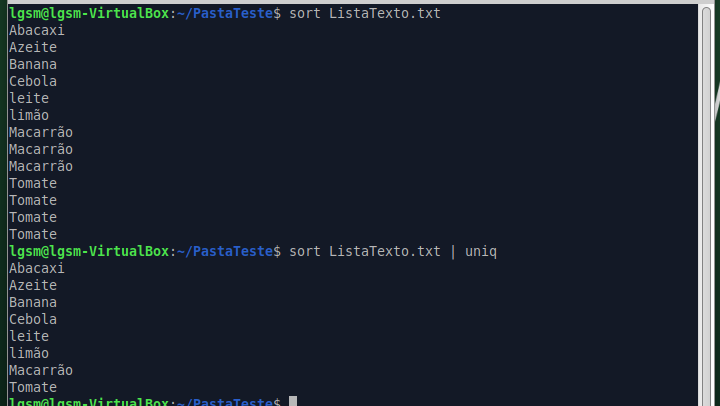 lgsm@lgsm-VirtualBox:~/PastaTeste$ sort ListaTexto.txt
Abacaxi
Azeite
Banana
Cebola
leite
limão
Macarrão
Macarrão
Macarrão
Tomate
Tomate
Tomate
Tomate
lgsm@lgsm-VirtualBox:~/PastaTeste$ sort ListaTexto.txt | uniq
Abacaxi
Azeite
Banana
Cebola
leite
limão
Macarrão
Tomate
lgsm@lgsm-VirtualBox:~/PastaTeste$